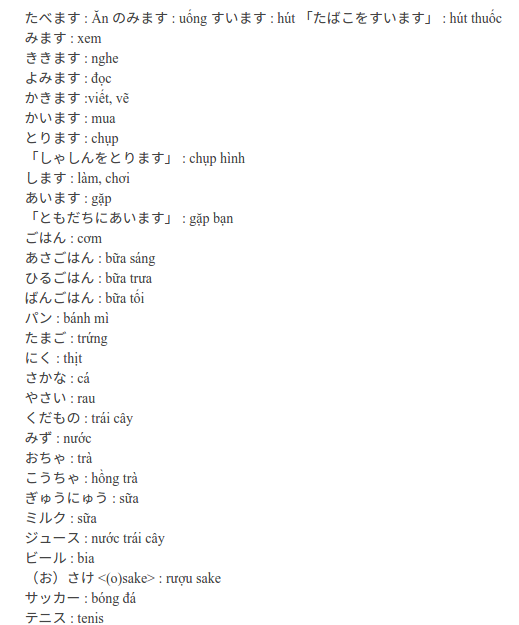 たべます : Ăn のみます : uống すいます : hút 「たばこをすいます」 : hút thuốc
みます : xem
ききます : nghe
よみます : đọc
かきます :viết, vẽ
かいます : mua
とります : chụp
「しゃしんをとります」 : chụp hình
します : làm, chơi
あいます : gặp
「ともだちにあいます」 : gặp bạn
ごはん : cơm
あさごはん : bữa sáng
ひるごはん : bữa trưa
ばんごはん : bữa tối
パン : bánh mì
たまご : trứng
にく : thịt
さかな : cá
やさい : rau
くだもの : trái cây
みず : nước
おちゃ : trà
こうちゃ : hồng trà
ぎゅうにゅう : sữa
ミルク : sữa
ジュース : nước trái cây
ビール : bia
（お）さけ <(o)sake> : rượu sake
サッカー : bóng đá
テニス : tenis